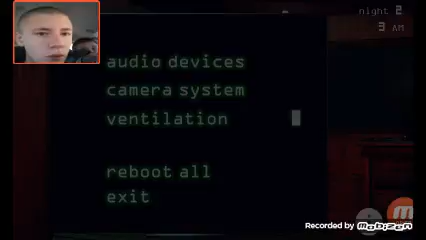 night 2
3 AM
audio devices
camera system
ventilation
reboot all
exit
Recorded by mobizen